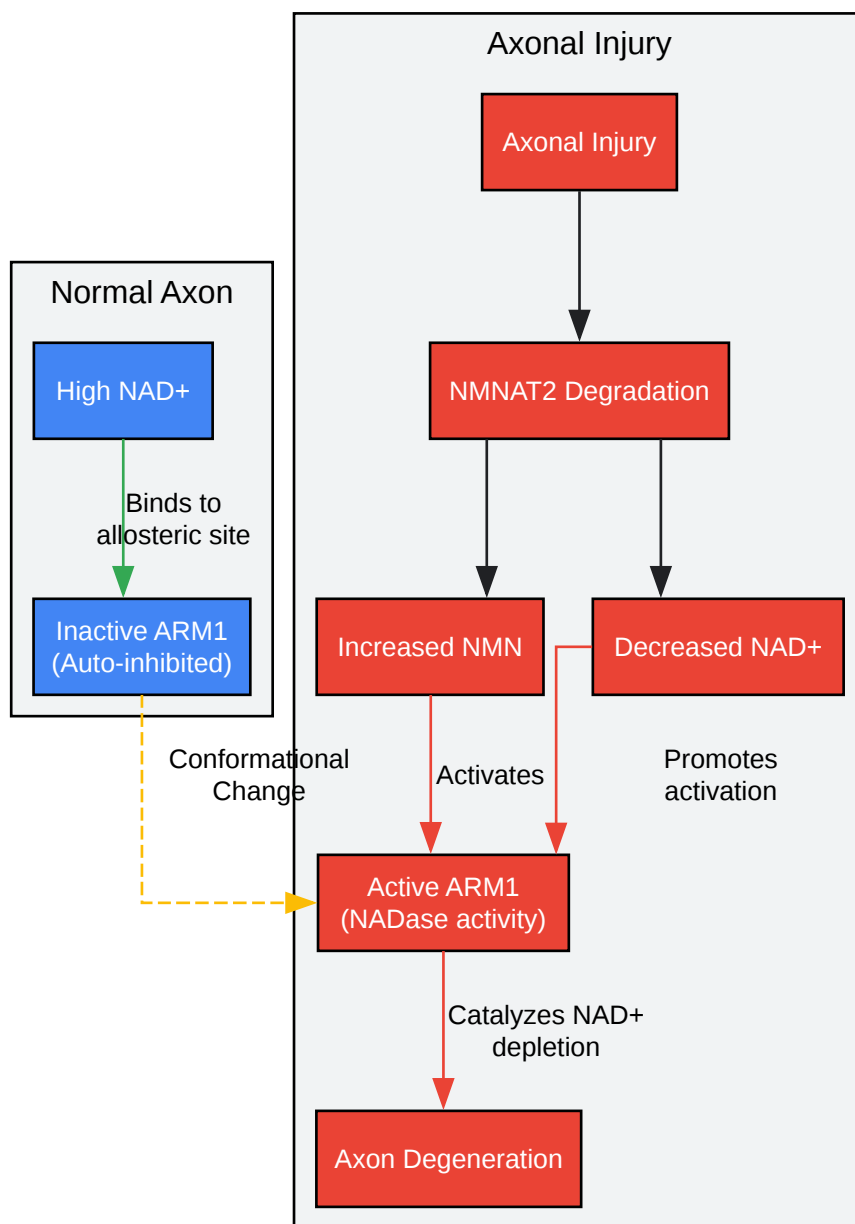 Axonal Injury
Axonal Injury
Normal Axon
High NAD+
NMNAT2 Degradation
Binds to
allosteric site
Inactive ARM1
(Auto-inhibited)
Increased NMN
Decreased NAD+
Conformational
Change
Activates
Promotes
activation
Active ARM1
(NADase activity)
Catalyzes NAD+
depletion
Axon Degeneration